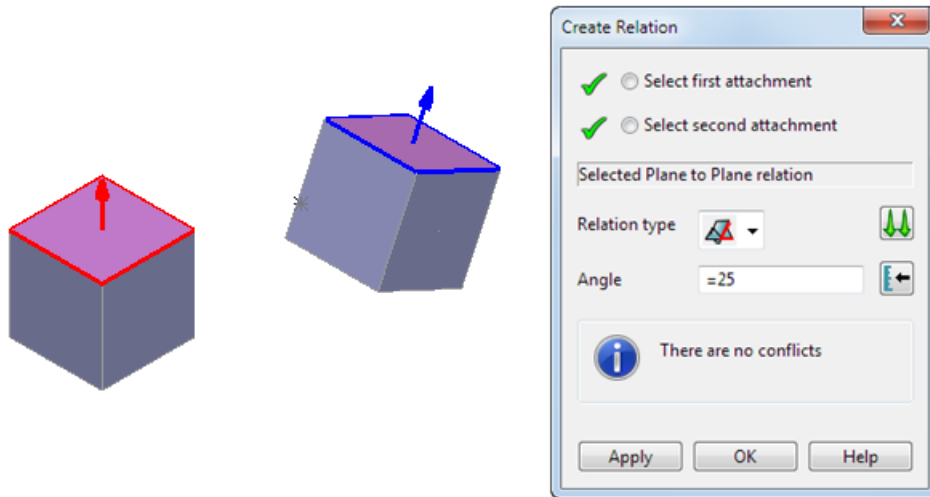 Create Relation
Select first attachment
Select second attachment
Selected Plane to Plane relation
Relation type
Angle
=25
There are no conflicts
Apply
OK
Help